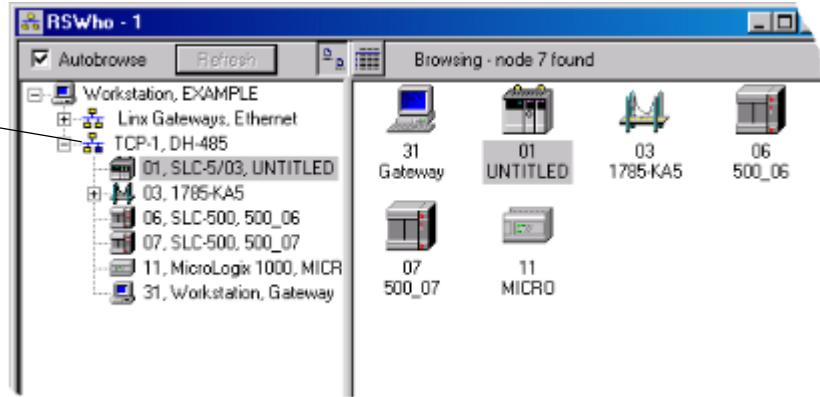 RSWho - 1
Autobrowse
Refresh
Browsing - node 7 found
Workstation, EXAMPLE
Linx Gateways, Ethernet
TCP-1, DH-485
01, SLC-5/03, UNTITLED
03, 1785-KA5
06, SLC-500, 500_06
07, SLC-500, 500_07
11, MicroLogix 1000, MICR
31, Workstation, Gateway
31
Gateway
01
UNTITLED
03
1785-KA5
06
500_06
07
500_07
11
MICRO